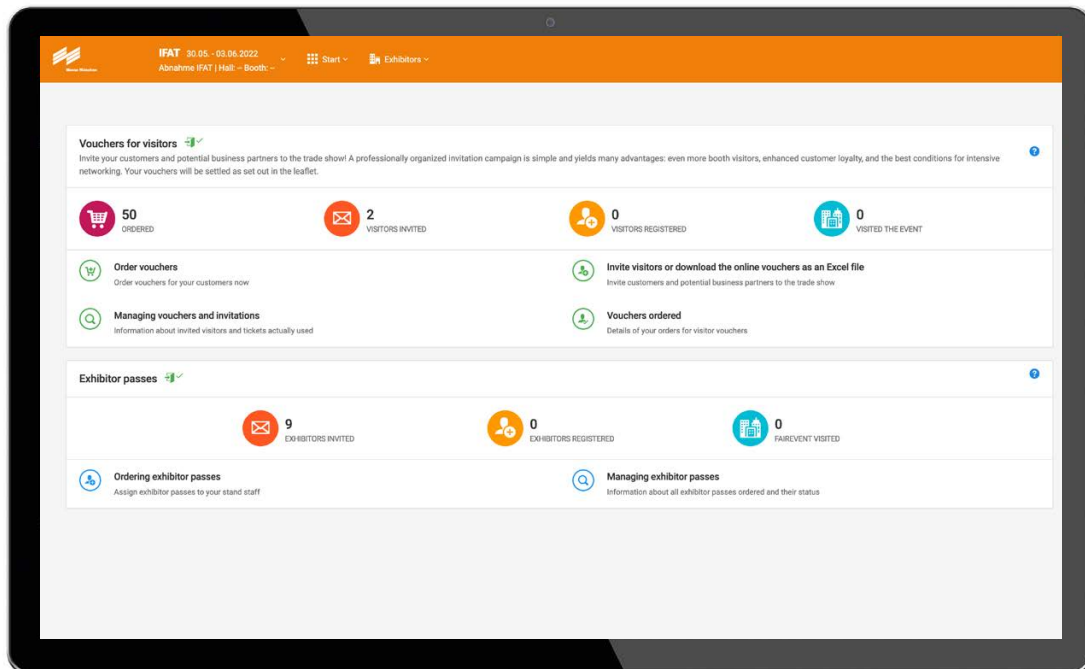 IFAT 30.05. - 03.06.2022
Abnahme IFAT | Hall: – Booth: –
Start
Exhibitors
Vouchers for visitors
Invite your customers and potential business partners to the trade show! A professionally organized invitation campaign is simple and yields many advantages: even more booth visitors, enhanced customer loyalty, and the best conditions for intensive
networking. Your vouchers will be settled as set out in the leaflet.
50
ORDERED
2
VISITORS INVITED
0
VISITORS REGISTERED
0
VISITED THE EVENT
Order vouchers
Order vouchers for your customers now
Invite visitors or download the online vouchers as an Excel file
Invite customers and potential business partners to the trade show
Managing vouchers and invitations
Information about invited visitors and tickets actually used
Vouchers ordered
Details of your orders for visitor vouchers
Exhibitor passes
9
EXHIBITORS INVITED
0
EXHIBITORS REGISTERED
0
FAIREVENT VISITED
Ordering exhibitor passes
Assign exhibitor passes to your stand staff
Managing exhibitor passes
Information about all exhibitor passes ordered and their status